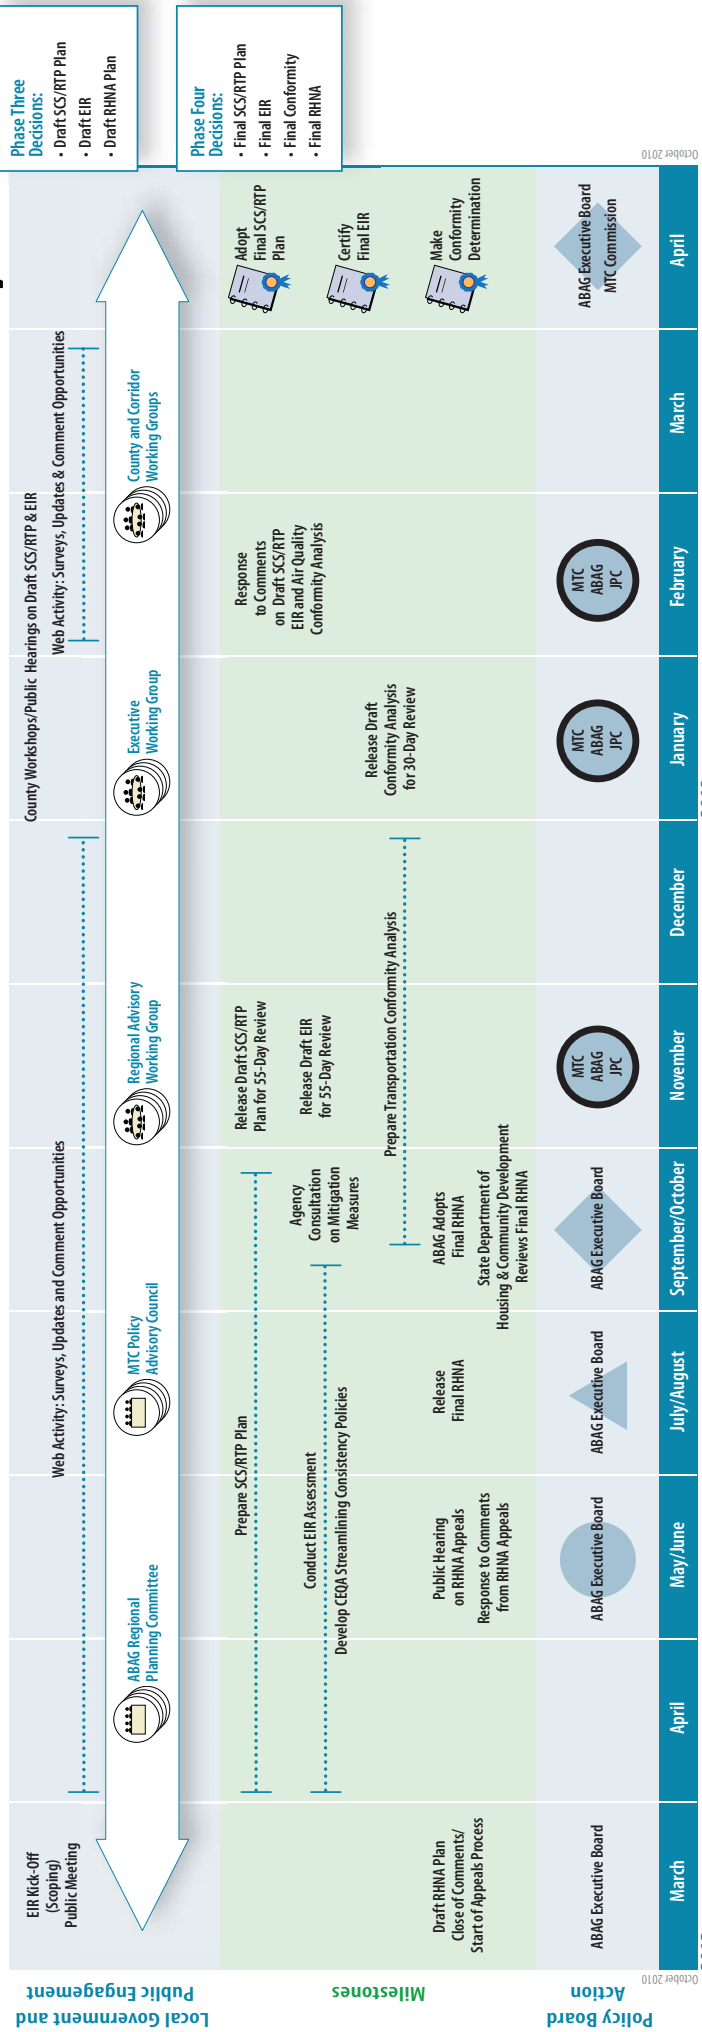 Phase Three
Decisions:
• Draft SCS/RTP Plan
• Draft EIR
• Draft RHNA Plan
Phase Four
Decisions:
• Final SCS/RTP Plan
• Final EIR
• Final Conformity
• Final RHNA
Local Government and
Public Engagement
EIR Kick-Off
(Scoping)
Public Meeting
Web Activity: Surveys, Updates and Comment Opportunities
County Workshops/Public Hearings on Draft SCS/RTP & EIR
Web Activity: Surveys, Updates & Comment Opportunities
ABAG Regional
Planning Committee
MTC Policy
Advisory Council
Regional Advisory
Working Group
Executive
Working Group
County and Corridor
Working Groups
Milestones
Prepare SCS/RTP Plan
Conduct EIR Assessment
Develop CEQA Streamlining Consistency Policies
Draft RHNA Plan
Close of Comments/
Start of Appeals Process
Public Hearing
on RHNA Appeals
Response to Comments
from RHNA Appeals
Release
Final RHNA
Agency
Consultation
on Mitigation
Measures
ABAG Adopts
Final RHNA
State Department of
Housing & Community Development
Reviews Final RHNA
Release Draft SCS/RTP
Plan for 55-Day Review
Release Draft EIR
for 55-Day Review
Prepare Transportation Conformity Analysis
Release Draft
Conformity Analysis
for 30-Day Review
Response
to Comments
on Draft SCS/RTP
EIR and Air Quality
Conformity Analysis
Adopt
Final SCS/RTP
Plan
Certify
Final EIR
Make
Conformity
Determination
Policy Board
Action
ABAG Executive Board
ABAG Executive Board
ABAG Executive Board
ABAG Executive Board
MTC
ABAG
JPC
MTC
ABAG
JPC
MTC
ABAG
JPC
ABAG Executive Board
MTC Commission
March
April
May/June
July/August
September/October
November
December
January
February
March
April
October 2010
October 2010